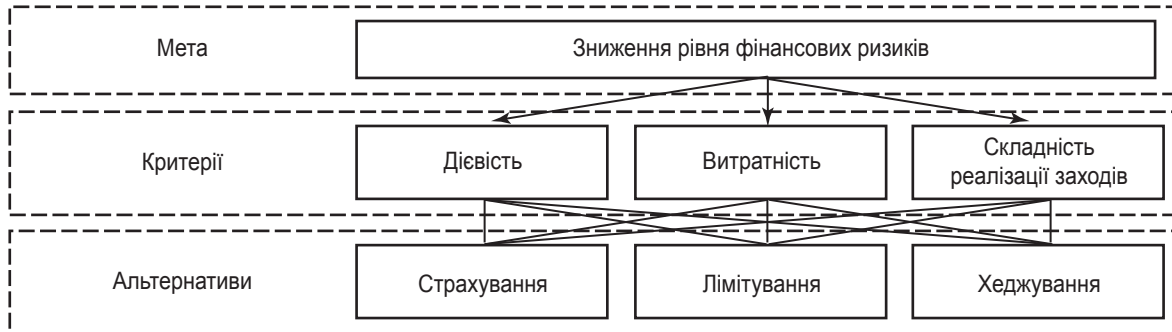 Мета
Зниження рівня фінансових ризиків
Критерії
Дієвість
Витратність
Складність
реалізації заходів
Альтернативи
Страхування
Лімітування
Хеджування